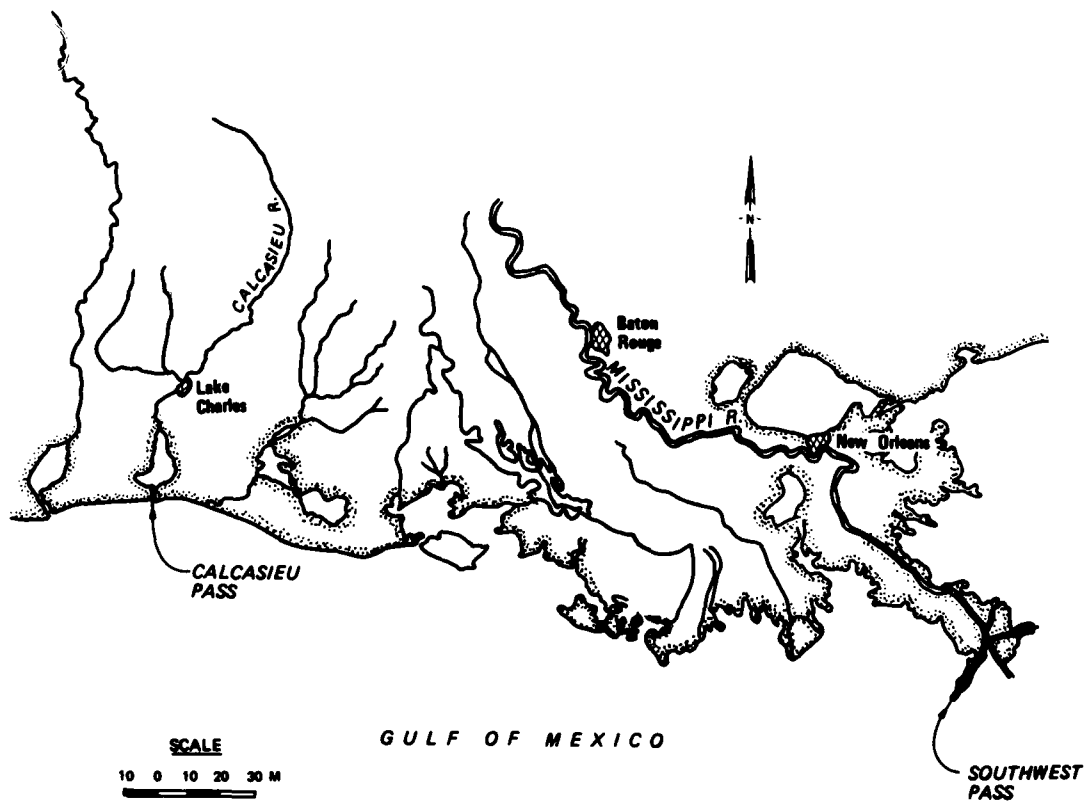 CALCASIEU R.
N
Baton
Rouge
MISSISSIPPI R.
Lake
Charles
New Orleans
CALCASIEU
PASS
GULF OF MEXICO
SCALE
10 0 10 20 30 M
SOUTHWEST
PASS